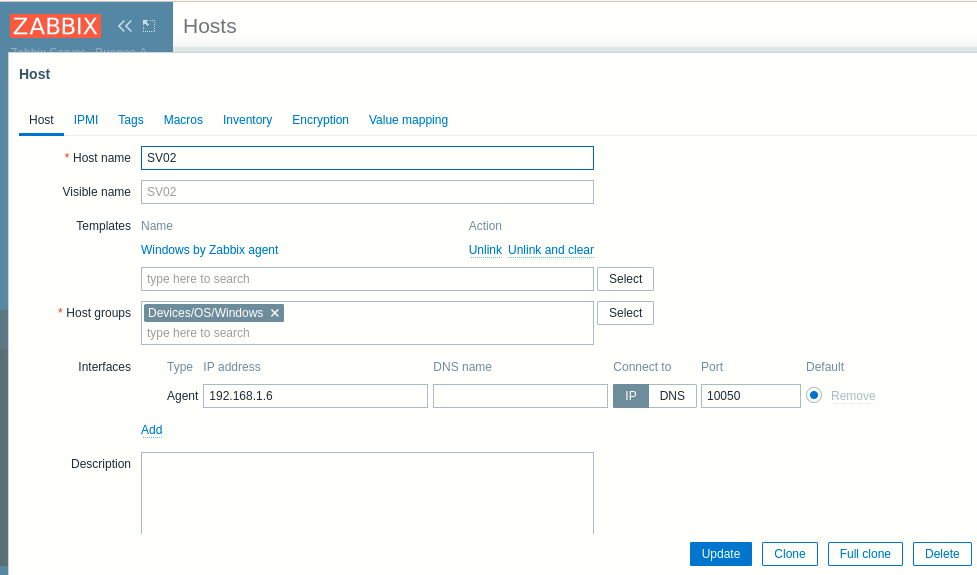 ZABBIX
Hosts
Host
Host IPMI Tags Macros Inventory Encryption Value mapping
* Host name SV02
Visible name SV02
Templates Name Action
Windows by Zabbix agent Unlink Unlink and clear
type here to search Select
* Host groups Devices/OS/Windows × Select
type here to search
Interfaces Type IP address DNS name Connect to Port Default
Agent 192.168.1.6 IP DNS 10050 Remove
Add
Description
Update Clone Full clone Delete